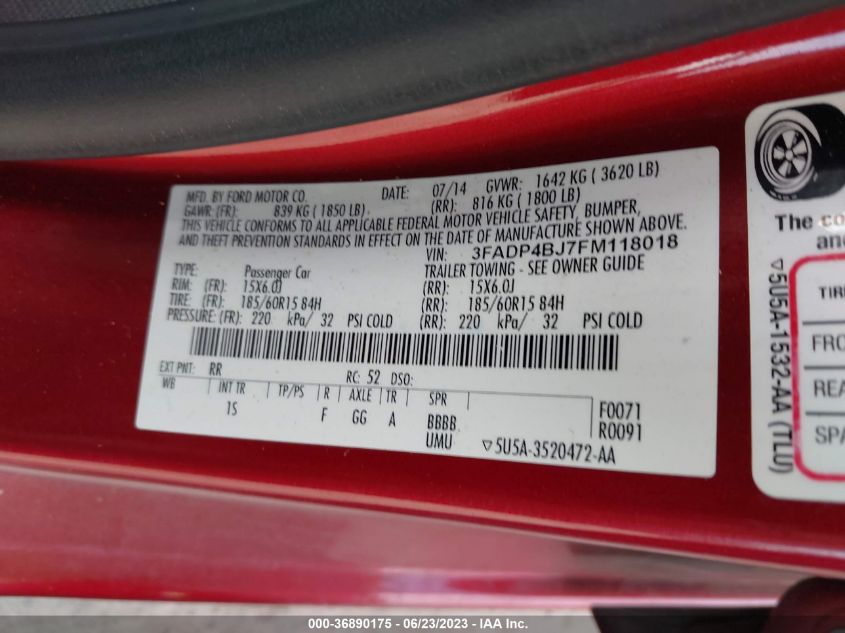 MFD. BY FORD MOTOR CO. DATE: 07/14 GVWR: 1642 KG ( 3620 LB)
GAWR: (FR): 839 KG ( 1850 LB) (RR): 816 KG ( 1800 LB)
THIS VEHICLE CONFORMS TO ALL APPLICABLE FEDERAL MOTOR VEHICLE SAFETY, BUMPER,
AND THEFT PREVENTION STANDARDS IN EFFECT ON THE DATE OF MANUFACTURE SHOWN ABOVE.
VIN: 3FADP4BJ7FM118018
TYPE: Passenger Car TRAILER TOWING - SEE OWNER GUIDE
RIM: (FR): 15X6.0J (RR): 15X6.0J
TIRE: (FR): 185/60R15 84H (RR): 185/60R15 84H
PRESSURE: (FR): 220 kPa/ 32 PSI COLD (RR): 220 kPa/ 32 PSI COLD
EXT PNT: RR RC: 52 DSO:
WB INT TR TP/PS R AXLE TR SPR
1S F GG A BBBB F0071
UMU R0091
▽5U5A-3520472-AA
The co
and
▽5U5A-1532-AA (TLU)
TIRE
FRO
REA
SPA
000-36890175 - 06/23/2023 - IAAI.com.